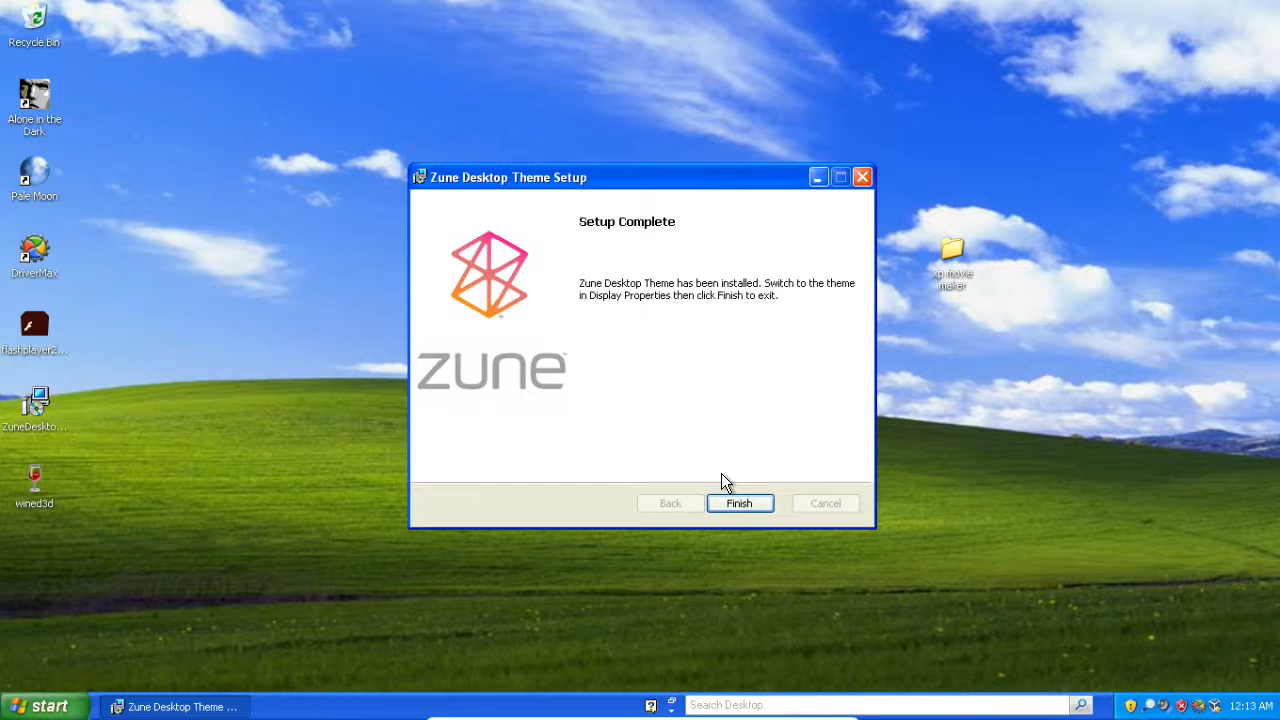 Recycle Bin
Alone in the
Dark
Pale Moon
DriverMax
flashplayer2...
ZuneDeskto...
wined3d
xp movie
maker
Zune Desktop Theme Setup
Setup Complete
Zune Desktop Theme has been installed. Switch to the theme
in Display Properties then click Finish to exit.
zune™
Back
Finish
Cancel
start
Zune Desktop Theme ...
Search Desktop
12:13 AM